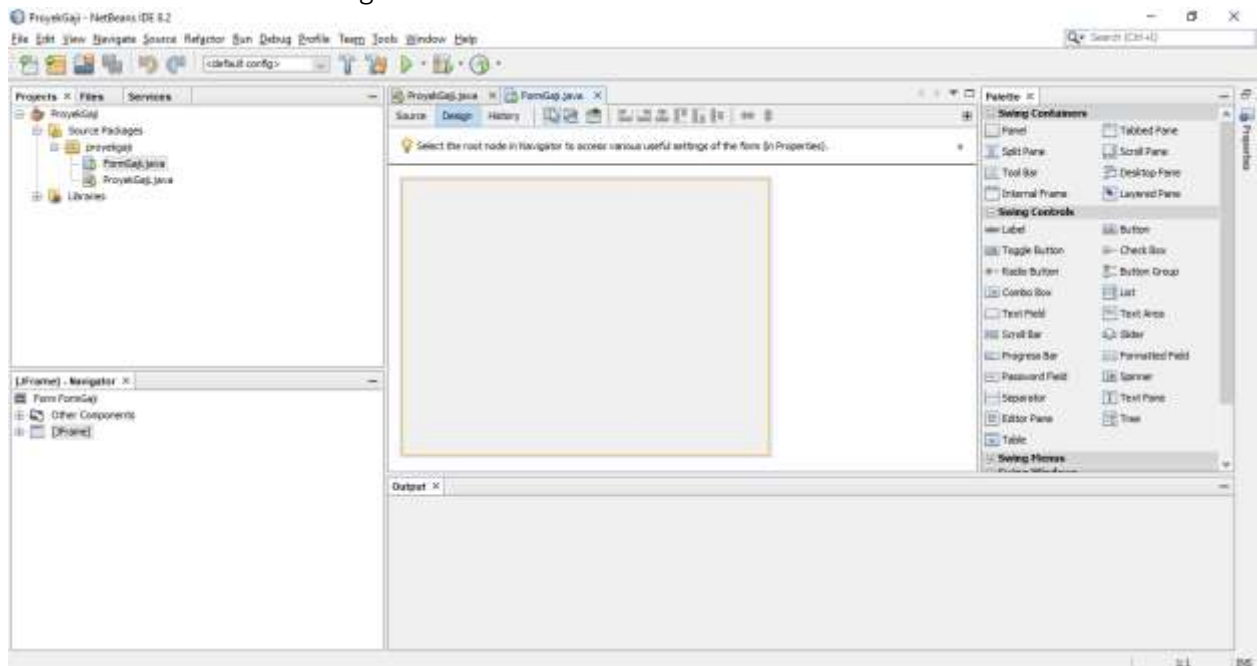 ProyekGaji - NetBeans IDE 8.2
File Edit View Navigate Source Refactor Run Debug Profile Team Tools Window Help
Search (Ctrl+I)
<default config>
Projects Files Services
ProyekGaji
Source Packages
proyekgaji
FormGaji.java
ProyekGaji.java
Libraries
[JFrame] - Navigator
Form FormGaji
Other Components
[JFrame]
ProyekGaji.java FormGaji.java
Source Design History
Select the root node in Navigator to access various useful settings of the form (in Properties).
Output
Palette
Swing Containers
Panel Tabbed Pane
Split Pane Scroll Pane
Tool Bar Desktop Pane
Internal Frame Layered Pane
Swing Controls
Label Button
Toggle Button Check Box
Radio Button Button Group
Combo Box List
Text Field Text Area
Scroll Bar Slider
Progress Bar Formatted Field
Password Field Spinner
Separator Text Pane
Editor Pane Tree
Table
Swing Menus
Properties
1:1 INS